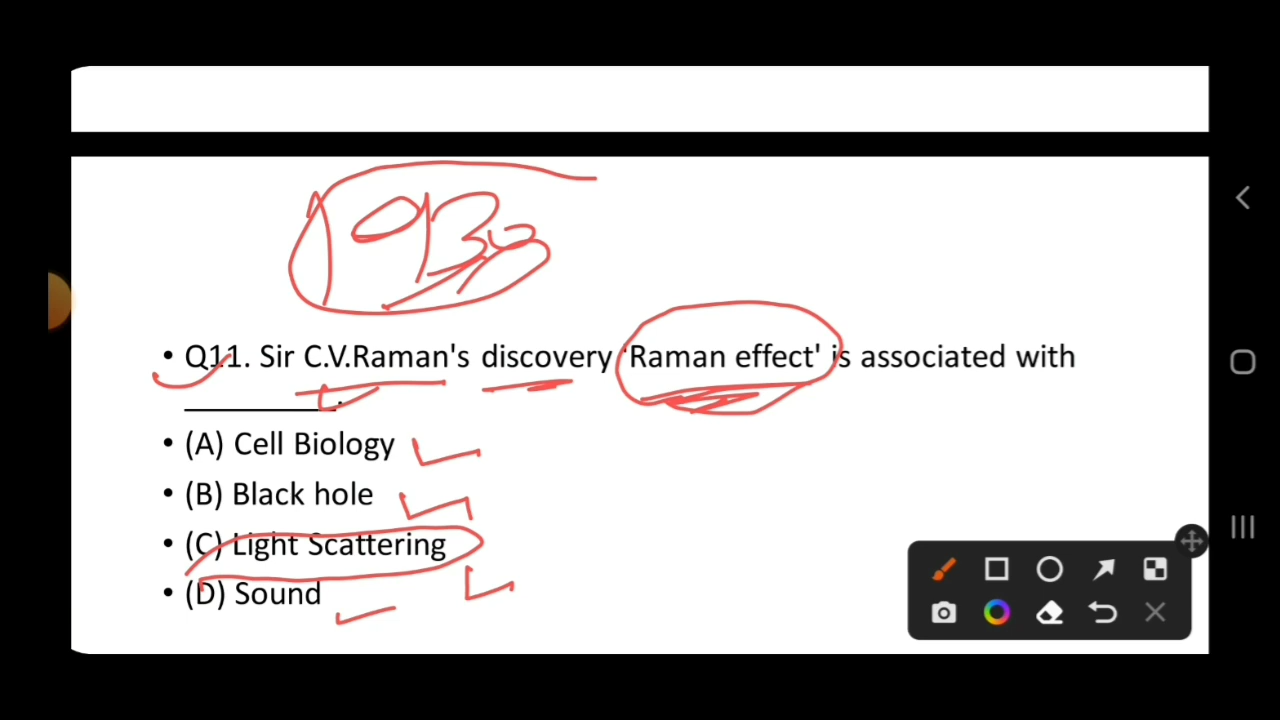 1930
• Q11. Sir C.V.Raman's discovery 'Raman effect' is associated with
__________.
• (A) Cell Biology
• (B) Black hole
• (C) Light Scattering
• (D) Sound